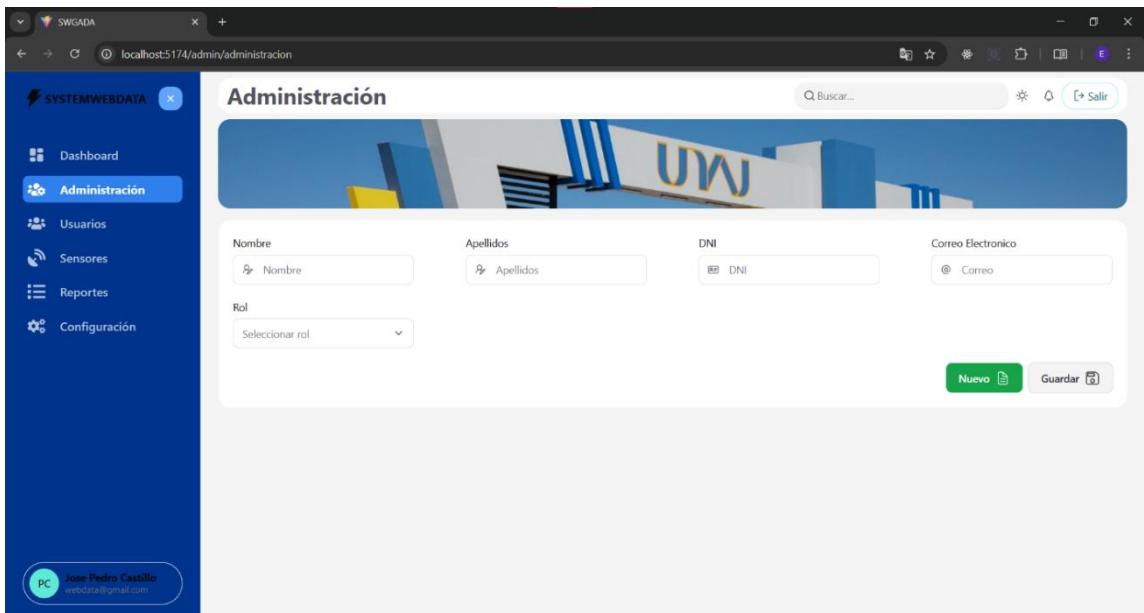 SWGADA
localhost:5174/admin/administracion
E
SYSTEMWEBDATA
Administración
Buscar...
Salir
Dashboard
Administración
Usuarios
Sensores
Reportes
Configuración
Nombre
Apellidos
DNI
Correo Electronico
Nombre
Apellidos
DNI
@ Correo
Rol
Seleccionar rol
Nuevo
Guardar
PC
Jose Pedro Castillo
webdata@gmail.com